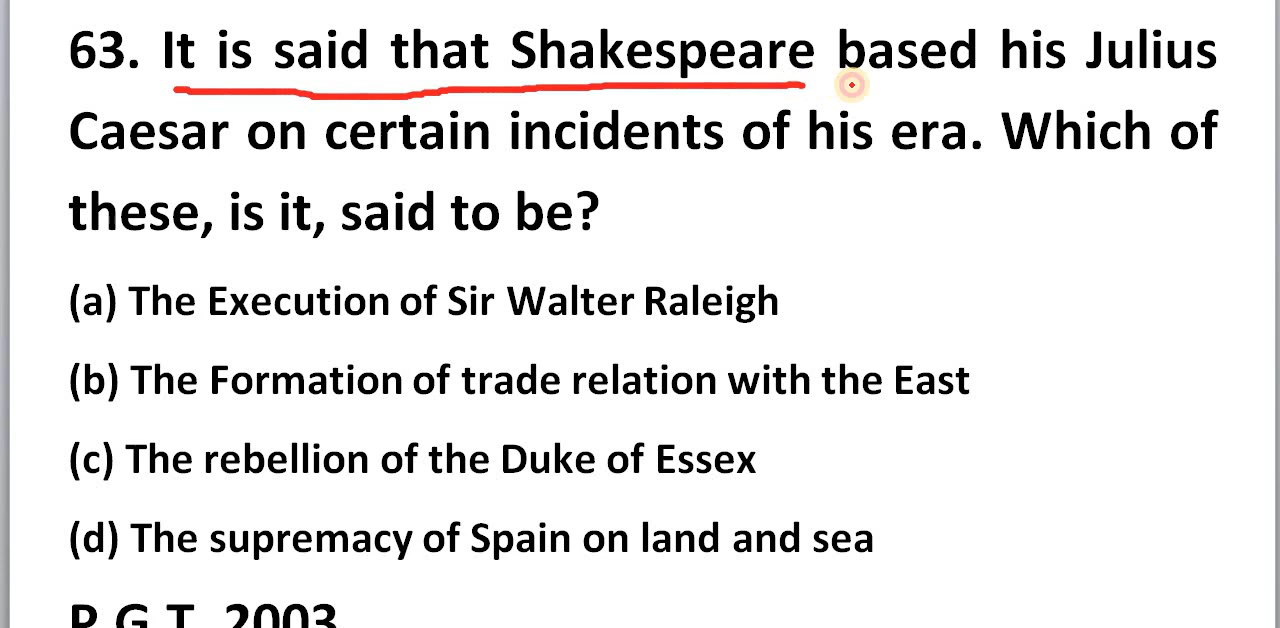 63. It is said that Shakespeare based his Julius
Caesar on certain incidents of his era. Which of
these, is it, said to be?
(a) The Execution of Sir Walter Raleigh
(b) The Formation of trade relation with the East
(c) The rebellion of the Duke of Essex
(d) The supremacy of Spain on land and sea
P.G.T. 2003